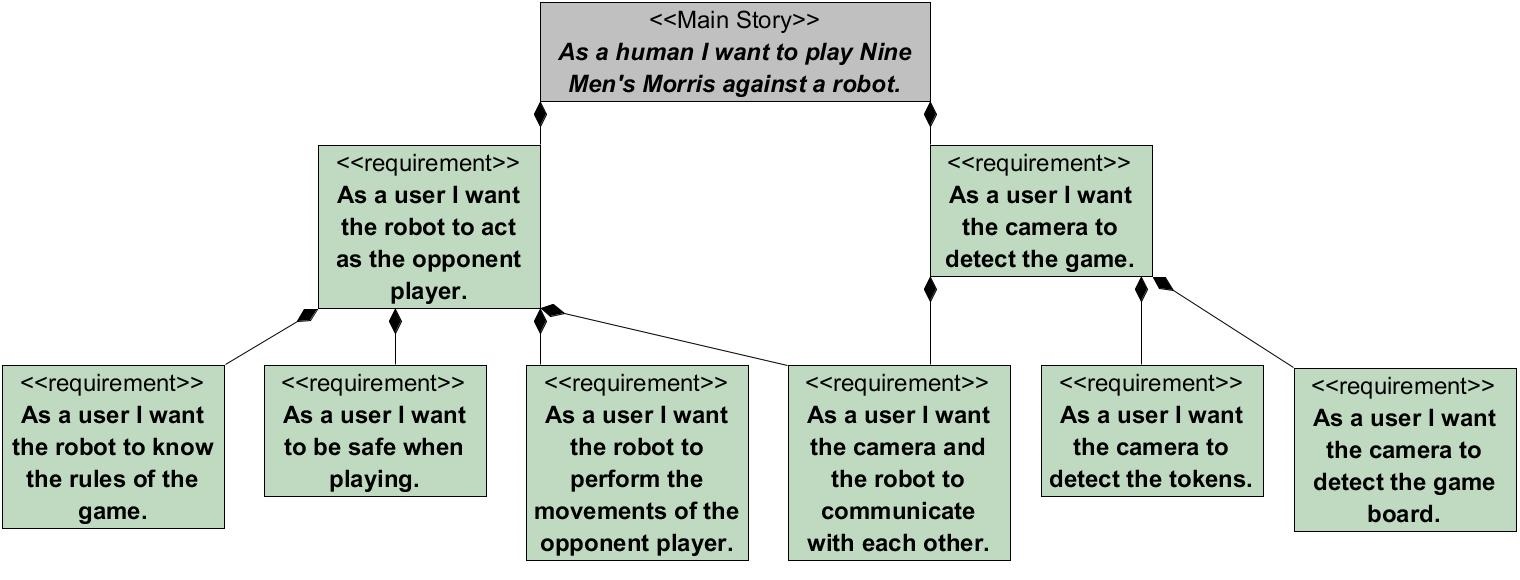 <<Main Story>>
As a human I want to play Nine
Men's Morris against a robot.
<<requirement>>
As a user I want
the robot to act
as the opponent
player.
<<requirement>>
As a user I want
the camera to
detect the game.
<<requirement>>
As a user I want
the robot to know
the rules of the
game.
<<requirement>>
As a user I want
to be safe when
playing.
<<requirement>>
As a user I want
the robot to
perform the
movements of the
opponent player.
<<requirement>>
As a user I want
the camera and
the robot to
communicate
with each other.
<<requirement>>
As a user I want
the camera to
detect the tokens.
<<requirement>>
As a user I want
the camera to
detect the game
board.